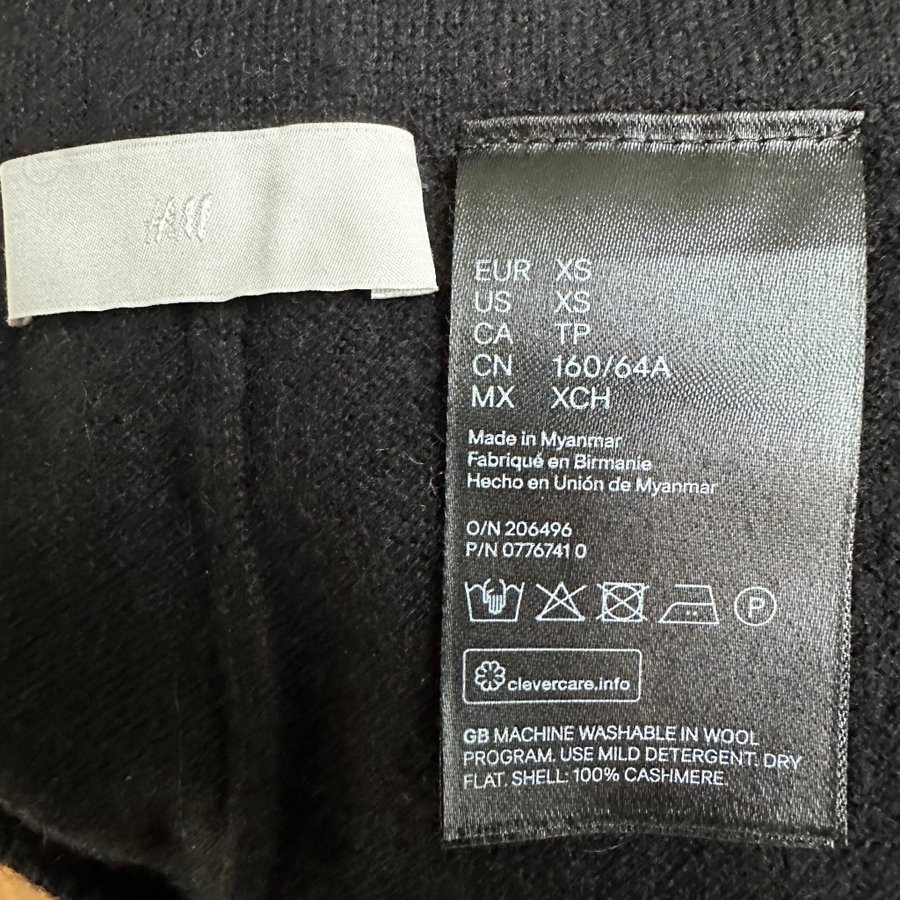 H&M
EUR XS
US XS
CA TP
CN 160/64A
MX XCH
Made in Myanmar
Fabriqué en Birmanie
Hecho en Unión de Myanmar
O/N 206496
P/N 0776741 0
P
clevercare.info
GB MACHINE WASHABLE IN WOOL
PROGRAM. USE MILD DETERGENT. DRY
FLAT. SHELL: 100% CASHMERE.